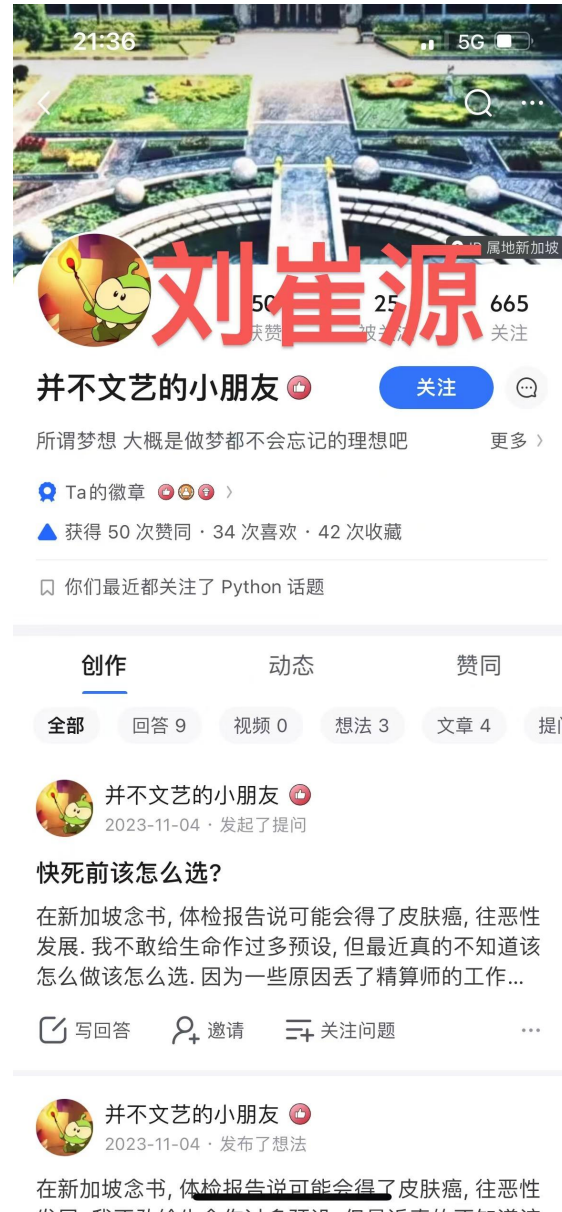 21:36
5G
IP 属地新加坡
刘崔源
50
25
665
获赞
被关注
关注
并不文艺的小朋友
关注
所谓梦想 大概是做梦都不会忘记的理想吧
更多
Ta的徽章
获得 50 次赞同 · 34 次喜欢 · 42 次收藏
你们最近都关注了 Python 话题
创作 动态 赞同
全部 回答 9 视频 0 想法 3 文章 4
并不文艺的小朋友
2023-11-04 · 发起了提问
快死前该怎么选?
在新加坡念书, 体检报告说可能会得了皮肤癌, 往恶性
发展. 我不敢给生命作过多预设, 但最近真的不知道该
怎么做该怎么选. 因为一些原因丢了精算师的工作...
写回答 邀请 关注问题
并不文艺的小朋友
2023-11-04 · 发布了想法
在新加坡念书, 体检报告说可能会得了皮肤癌, 往恶性